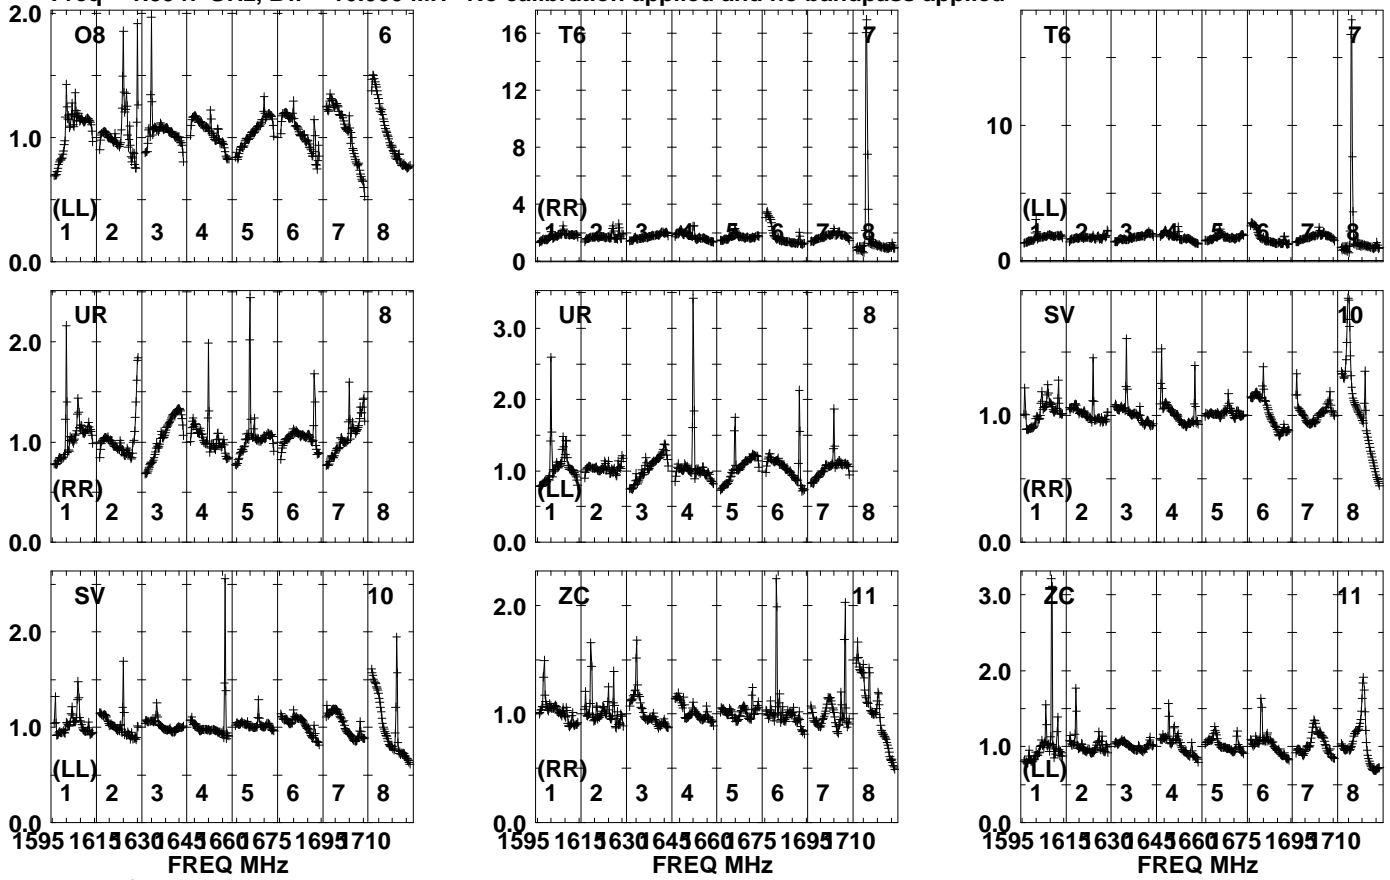 calibration applied and no bandpass applied
2.0 O8 6
1.0
(LL)
1 2 3 4 5 6 7 8
0.0
16 T6 7
12
8
4
(RR)
1 2 3 4 5 6 7 8
0
T6 7
10
(LL)
1 2 3 4 5 6 7 8
0
UR 8
2.0
1.0
(RR)
1 2 3 4 5 6 7 8
0.0
UR 8
3.0
2.0
1.0
(LL)
1 2 3 4 5 6 7 8
0.0
SV 10
1.0
(RR)
1 2 3 4 5 6 7 8
0.0
SV 10
2.0
1.0
(LL)
1 2 3 4 5 6 7 8
0.0
1595 1615 1630 1645 1660 1675 1695 1710
FREQ MHz
ZC 11
2.0
1.0
(RR)
1 2 3 4 5 6 7 8
0.0
1595 1615 1630 1645 1660 1675 1695 1710
FREQ MHz
ZC 11
3.0
2.0
1.0
(LL)
1 2 3 4 5 6 7 8
0.0
1595 1615 1630 1645 1660 1675 1695 1710
FREQ MHz